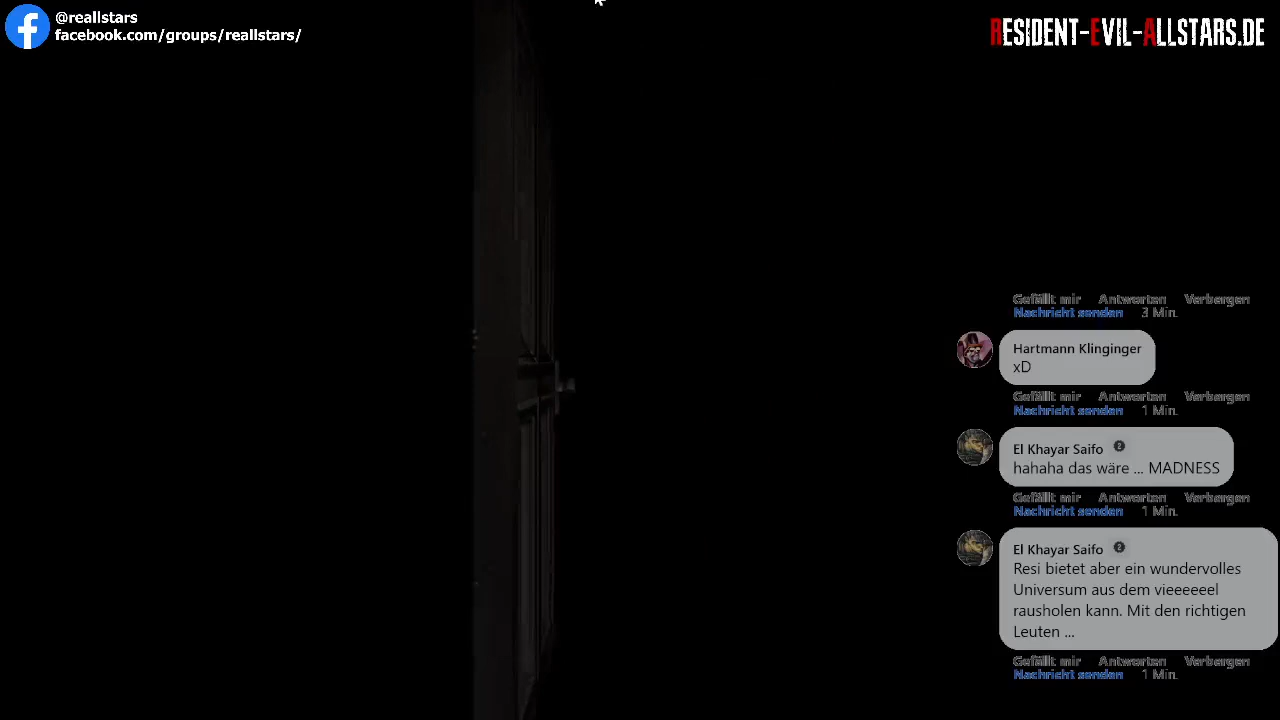 @reallstars
facebook.com/groups/reallstars/
RESIDENT-EVIL-ALLSTARS.DE
Gefällt mir Antworten Verbergen
Nachricht senden 3 Min.
Hartmann Klinginger
xD
Gefällt mir Antworten Verbergen
Nachricht senden 1 Min.
El Khayar Saifo
hahaha das wäre ... MADNESS
Gefällt mir Antworten Verbergen
Nachricht senden 1 Min.
El Khayar Saifo
Resi bietet aber ein wundervolles
Universum aus dem vieeeeeel
rausholen kann. Mit den richtigen
Leuten ...
Gefällt mir Antworten Verbergen
Nachricht senden 1 Min.